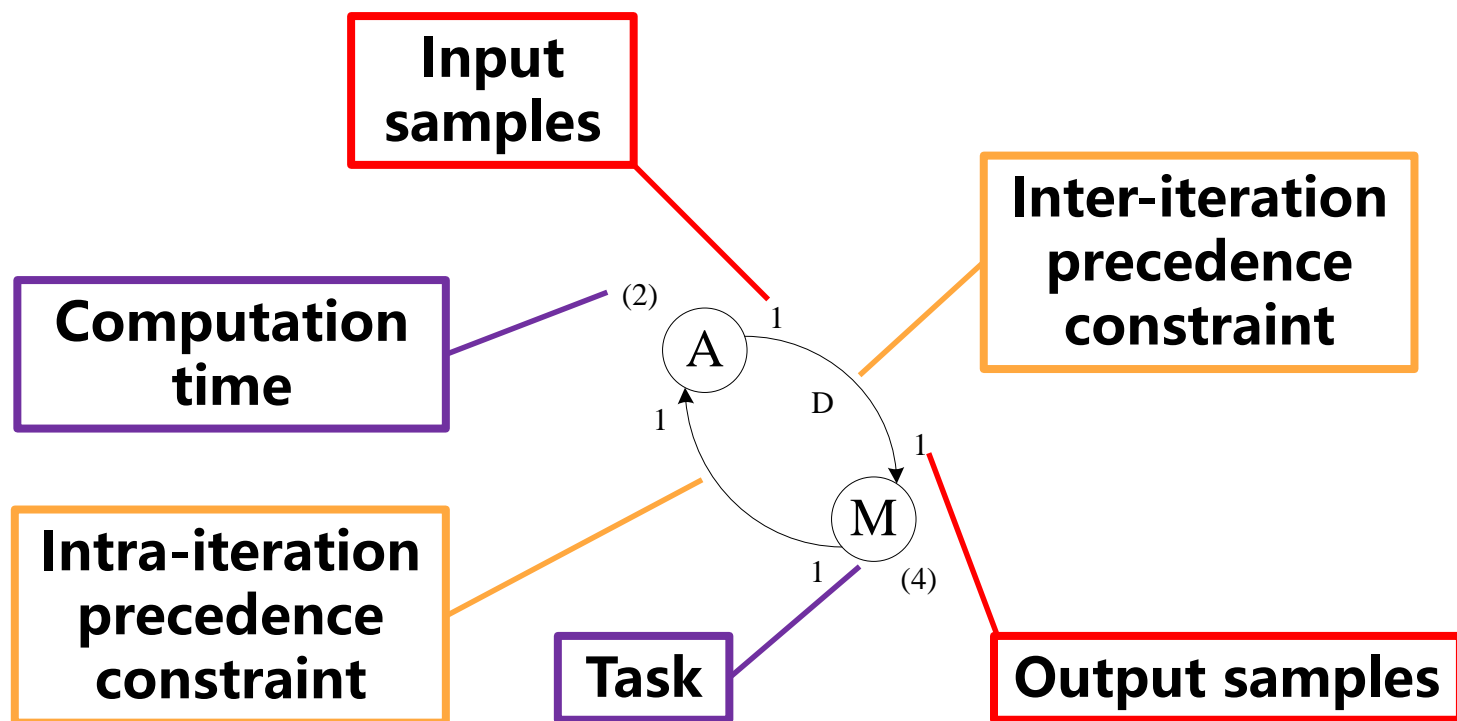 Input
samples
Inter-iteration
precedence
constraint
Computation
time
(2)
1
A
D
1
1
M
1
(4)
Intra-iteration
precedence
constraint
Task
Output samples